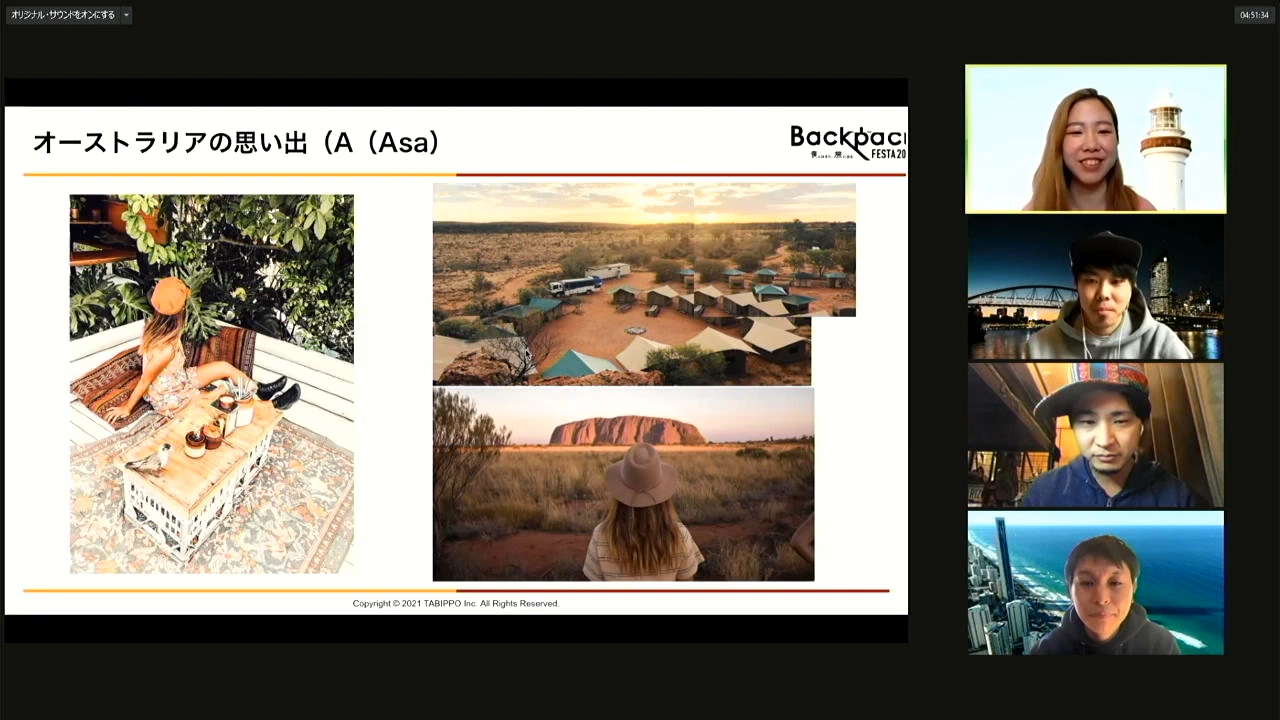 オリジナル・サウンドをオンにする
04:51:34
オーストラリアの思い出（A（Asa）
Backpac
FESTA20
Copyright © 2021 TABIPPO Inc. All Rights Reserved.